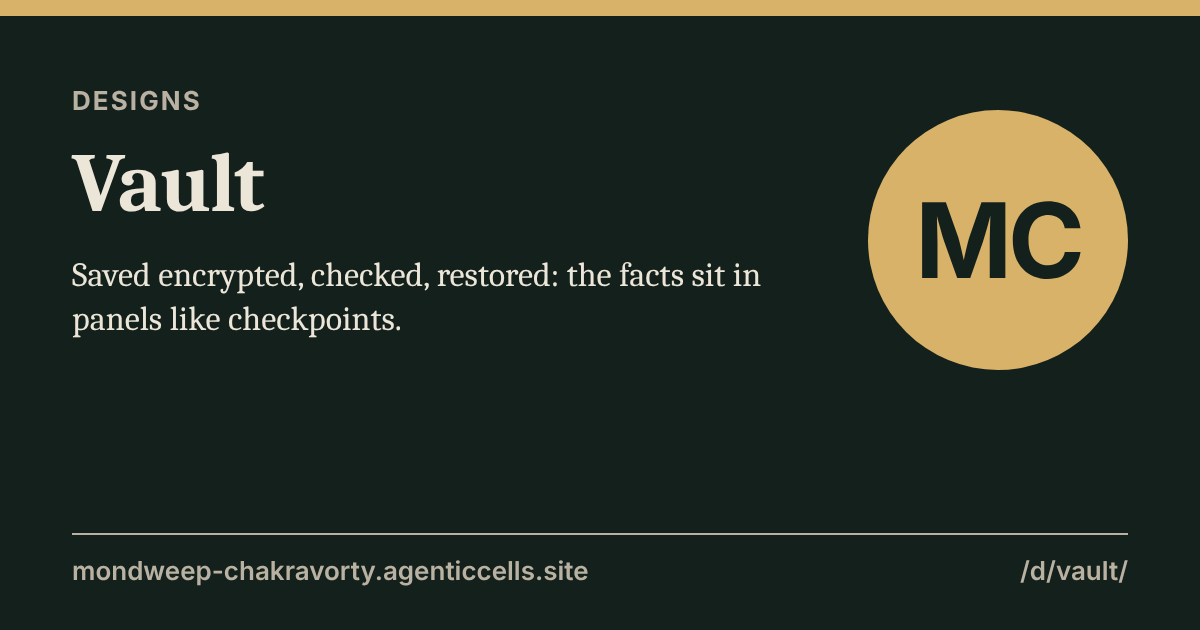 DESIGNS
Vault
Saved encrypted, checked, restored: the facts sit in
panels like checkpoints.
MC
mondweep-chakravorty.agenticcells.site
/d/vault/